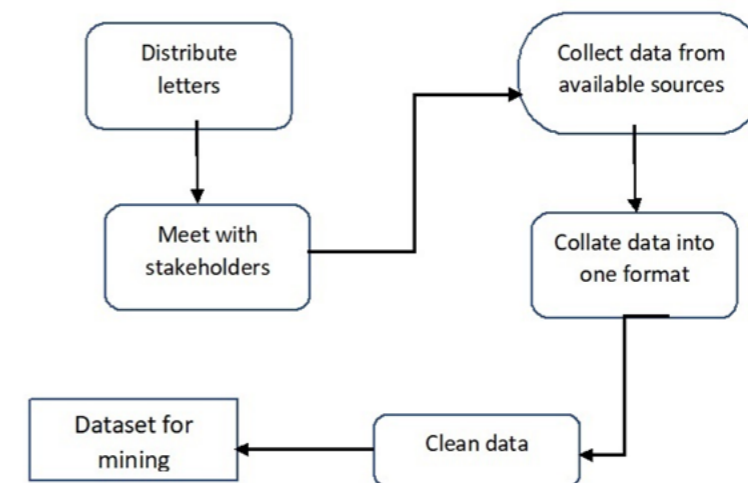 Distribute
letters
Meet with
stakeholders
Collect data from
available sources
Collate data into
one format
Clean data
Dataset for
mining